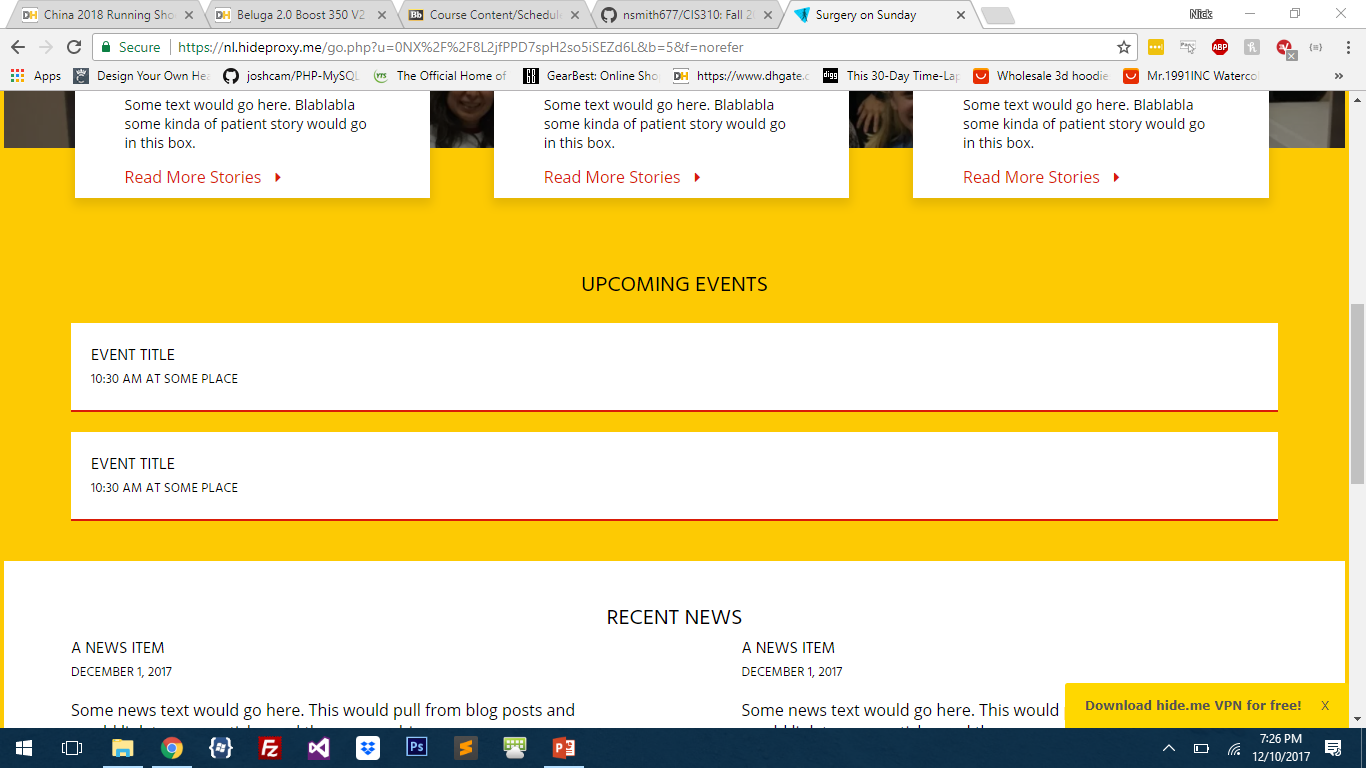 China 2018 Running Sho
Beluga 2.0 Boost 350 V2
Course Content/Schedul
nsmith677/CIS310: Fall 2
Surgery on Sunday
Nick
Secure https://nl.hideproxy.me/go.php?u=0NX%2F%2F8L2jfPPD7spH2so5iSEZd6L&b=5&f=norefer
ABP
Apps
Design Your Own Hea
joshcam/PHP-MySQL
The Official Home of
GearBest: Online Sho
https://www.dhgate.c
This 30-Day Time-Lap
Wholesale 3d hoodie
Mr.1991INC Watercol
Some text would go here. Blablabla
some kinda of patient story would go
in this box.
Read More Stories
Some text would go here. Blablabla
some kinda of patient story would go
in this box.
Read More Stories
Some text would go here. Blablabla
some kinda of patient story would go
in this box.
Read More Stories
UPCOMING EVENTS
EVENT TITLE
10:30 AM AT SOME PLACE
EVENT TITLE
10:30 AM AT SOME PLACE
RECENT NEWS
A NEWS ITEM
DECEMBER 1, 2017
Some news text would go here. This would pull from blog posts and
A NEWS ITEM
DECEMBER 1, 2017
Some news text would go here. This would
Download hide.me VPN for free! X
7:26 PM
12/10/2017